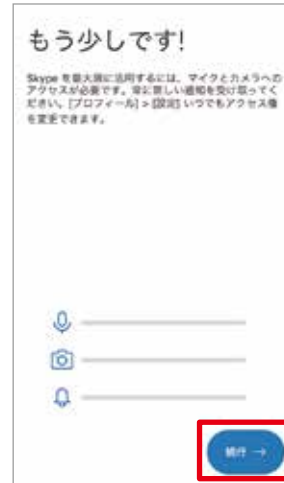 もう少しです!
Skype を最大限に活用するには、マイクとカメラへの
アクセスが必要です。常に新しい通知を受け取ってく
ださい。[プロフィール] > [設定] いつでもアクセス権
を変更できます。
続行 →